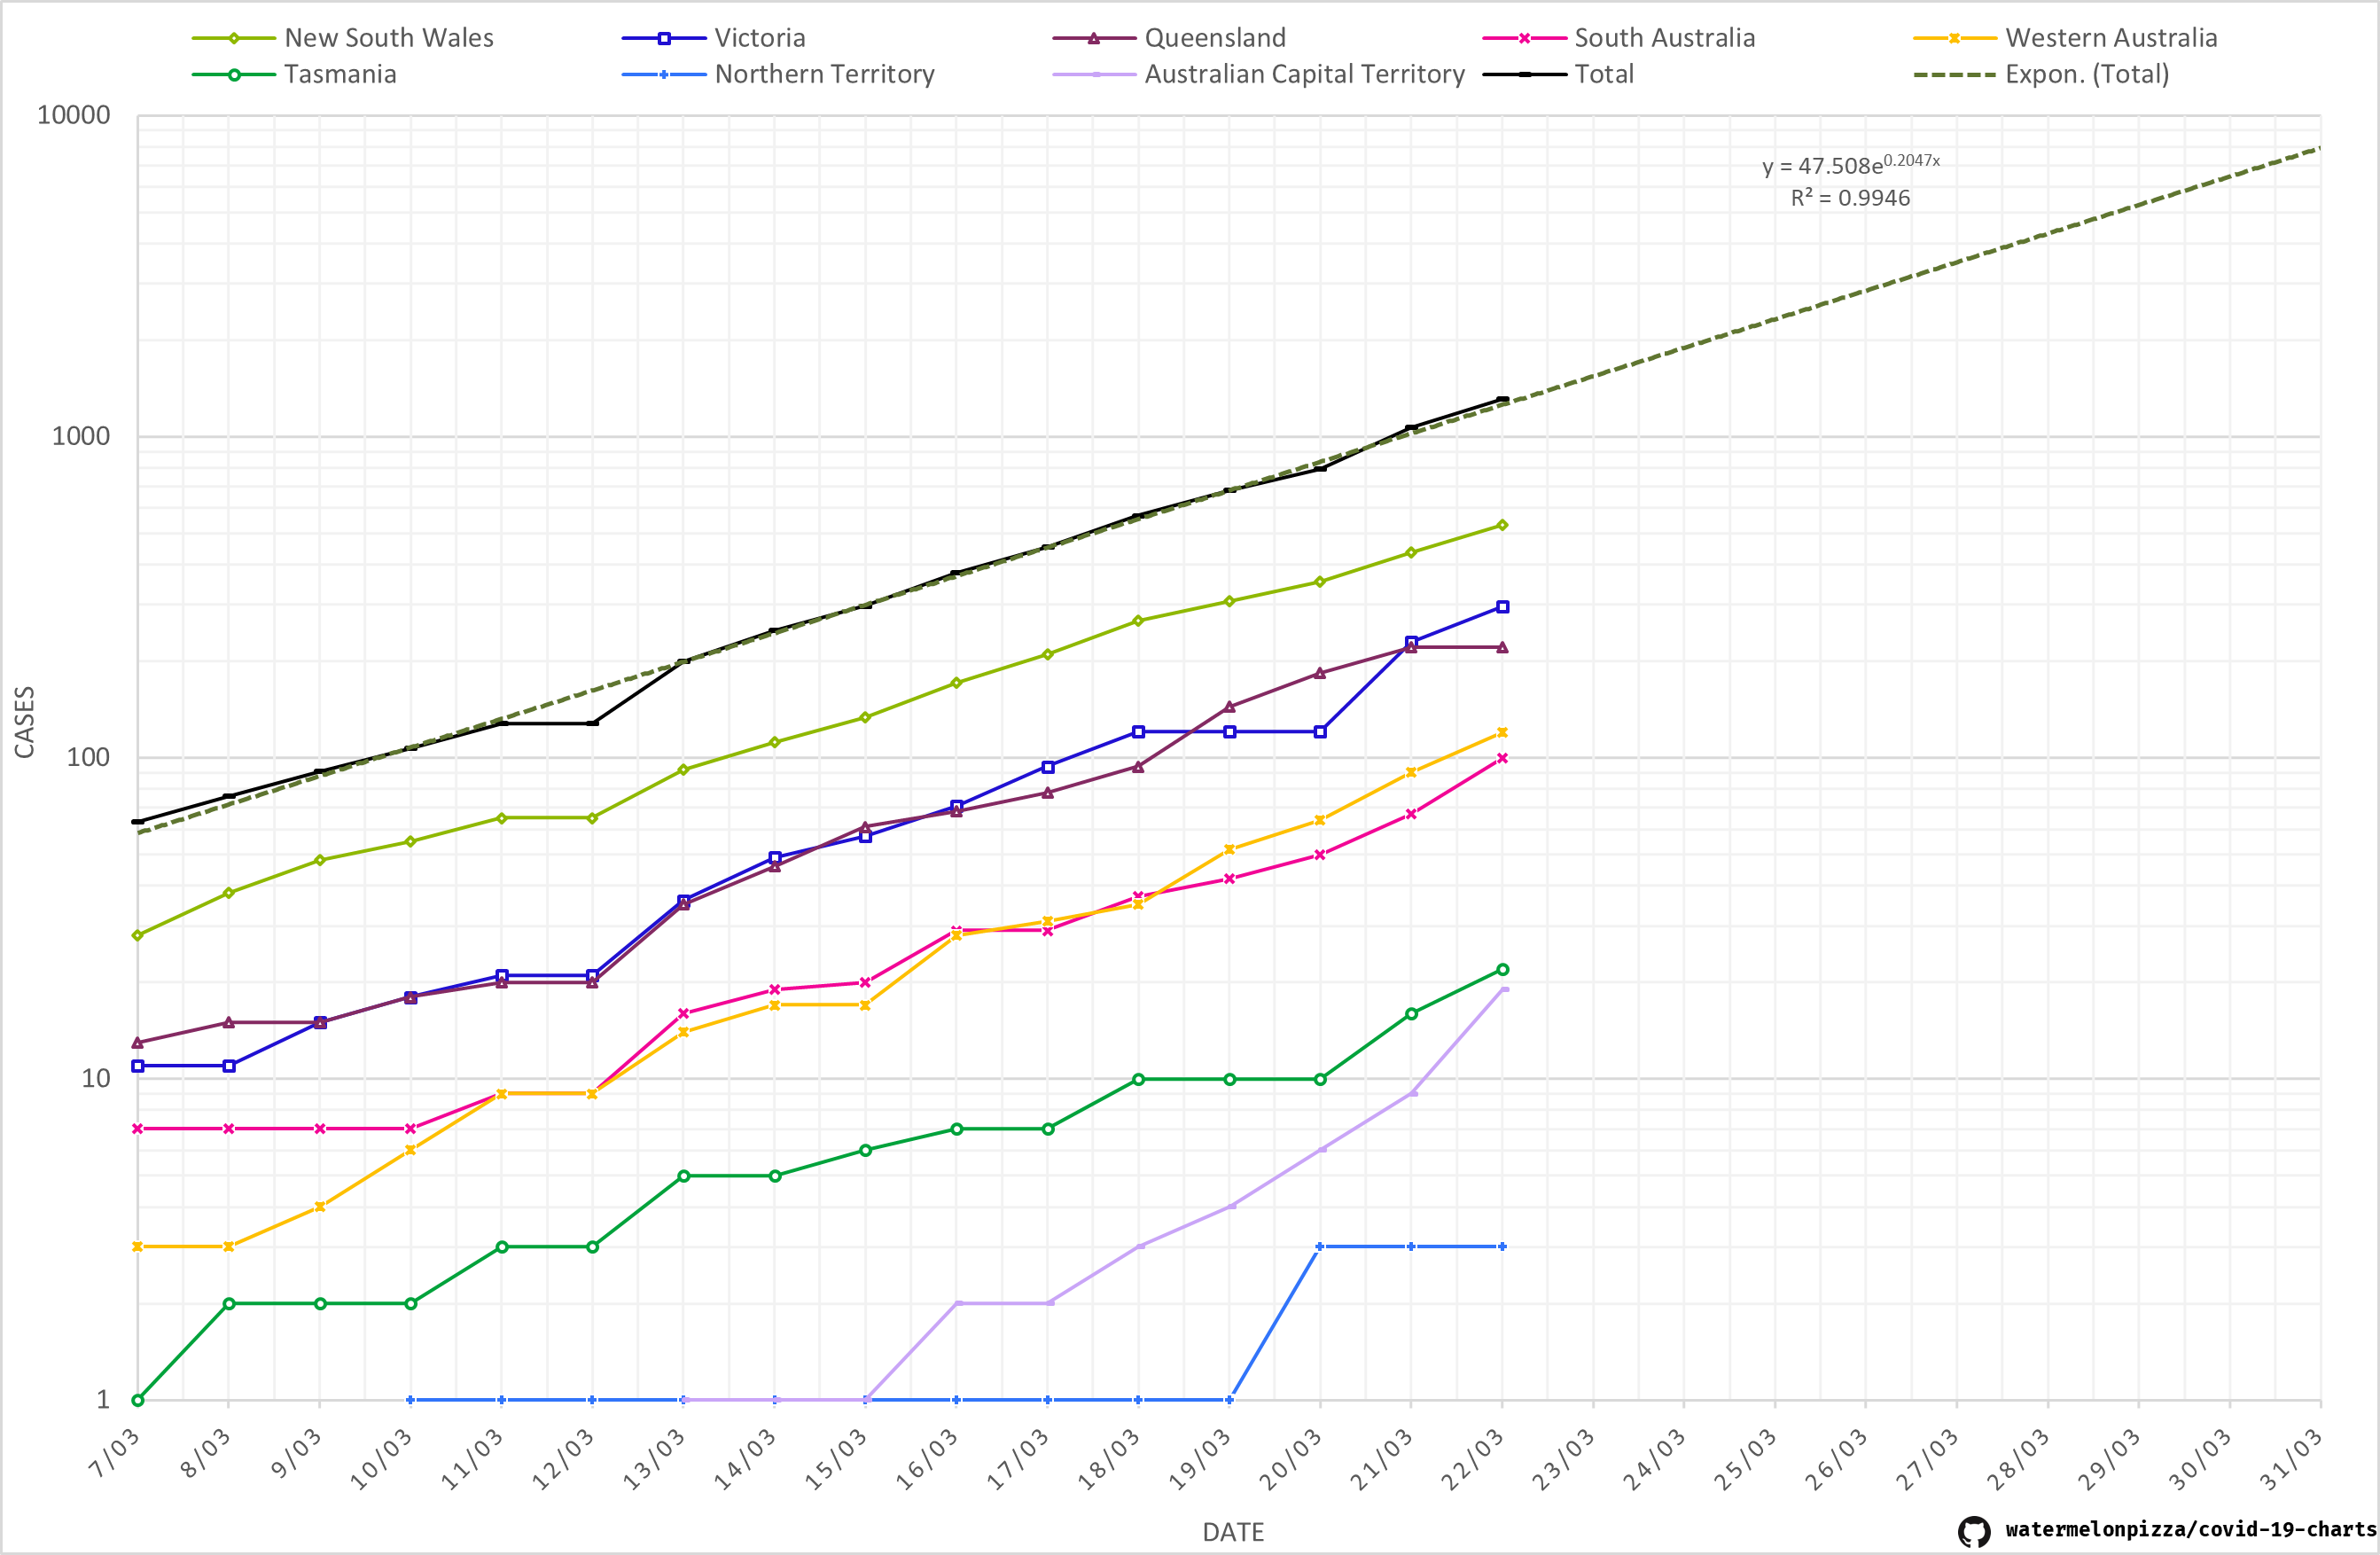 New South Wales
Victoria
Queensland
South Australia
Western Australia
Tasmania
Northern Territory
Australian Capital Territory
Total
Expon. (Total)
10000
y = 47.508e^0.2047x
R² = 0.9946
1000
CASES
100
10
1
7/03
8/03
9/03
10/03
11/03
12/03
13/03
14/03
15/03
16/03
17/03
18/03
19/03
20/03
21/03
22/03
23/03
24/03
25/03
26/03
27/03
28/03
29/03
30/03
31/03
DATE
watermelonpizza/covid-19-charts